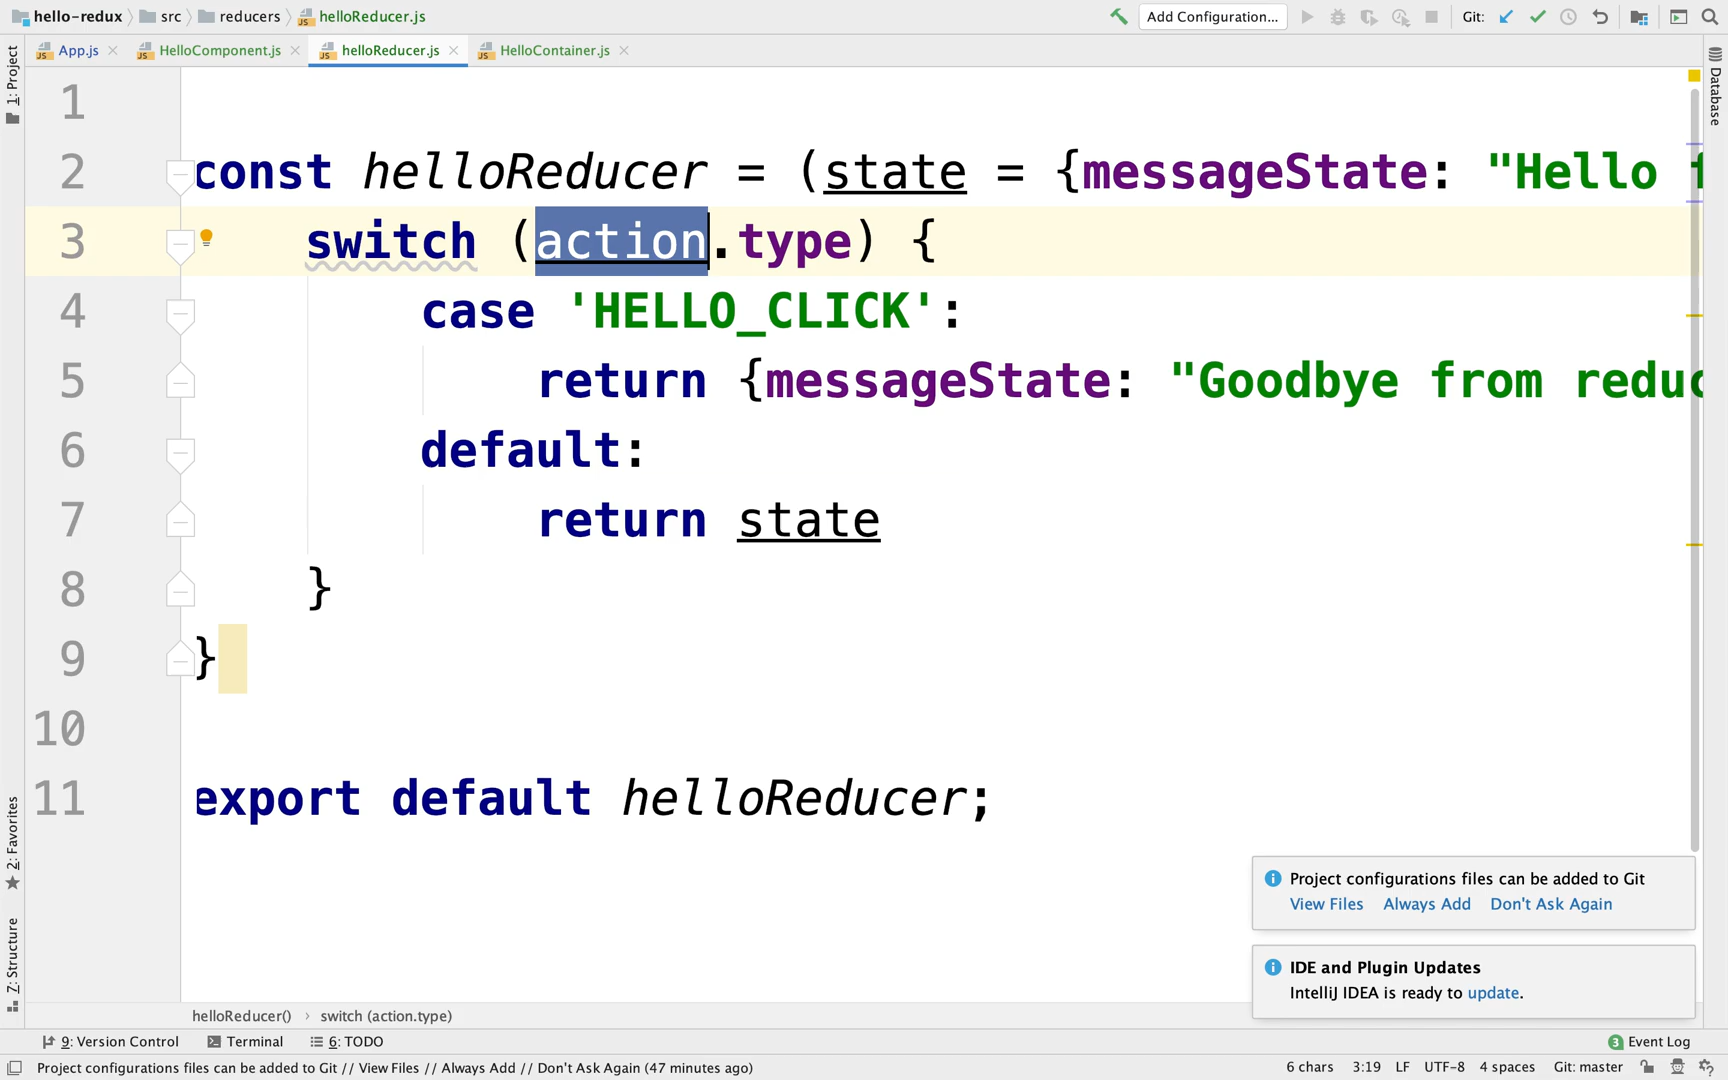 hello-redux src reducers helloReducer.js Add Configuration... Git:
App.js HelloComponent.js helloReducer.js HelloContainer.js
1: Project
Database
1
2 const helloReducer = (state = {messageState: "Hello f
3 switch (action.type) {
4 case 'HELLO_CLICK':
5 return {messageState: "Goodbye from reduc
6 default:
7 return state
8 }
9 }
10
11 export default helloReducer;
2: Favorites
Z: Structure
Project configurations files can be added to Git
View Files Always Add Don't Ask Again
IDE and Plugin Updates
IntelliJ IDEA is ready to update.
helloReducer() › switch (action.type)
9: Version Control Terminal 6: TODO 3 Event Log
Project configurations files can be added to Git // View Files // Always Add // Don't Ask Again (47 minutes ago) 6 chars 3:19 LF UTF-8 4 spaces Git: master